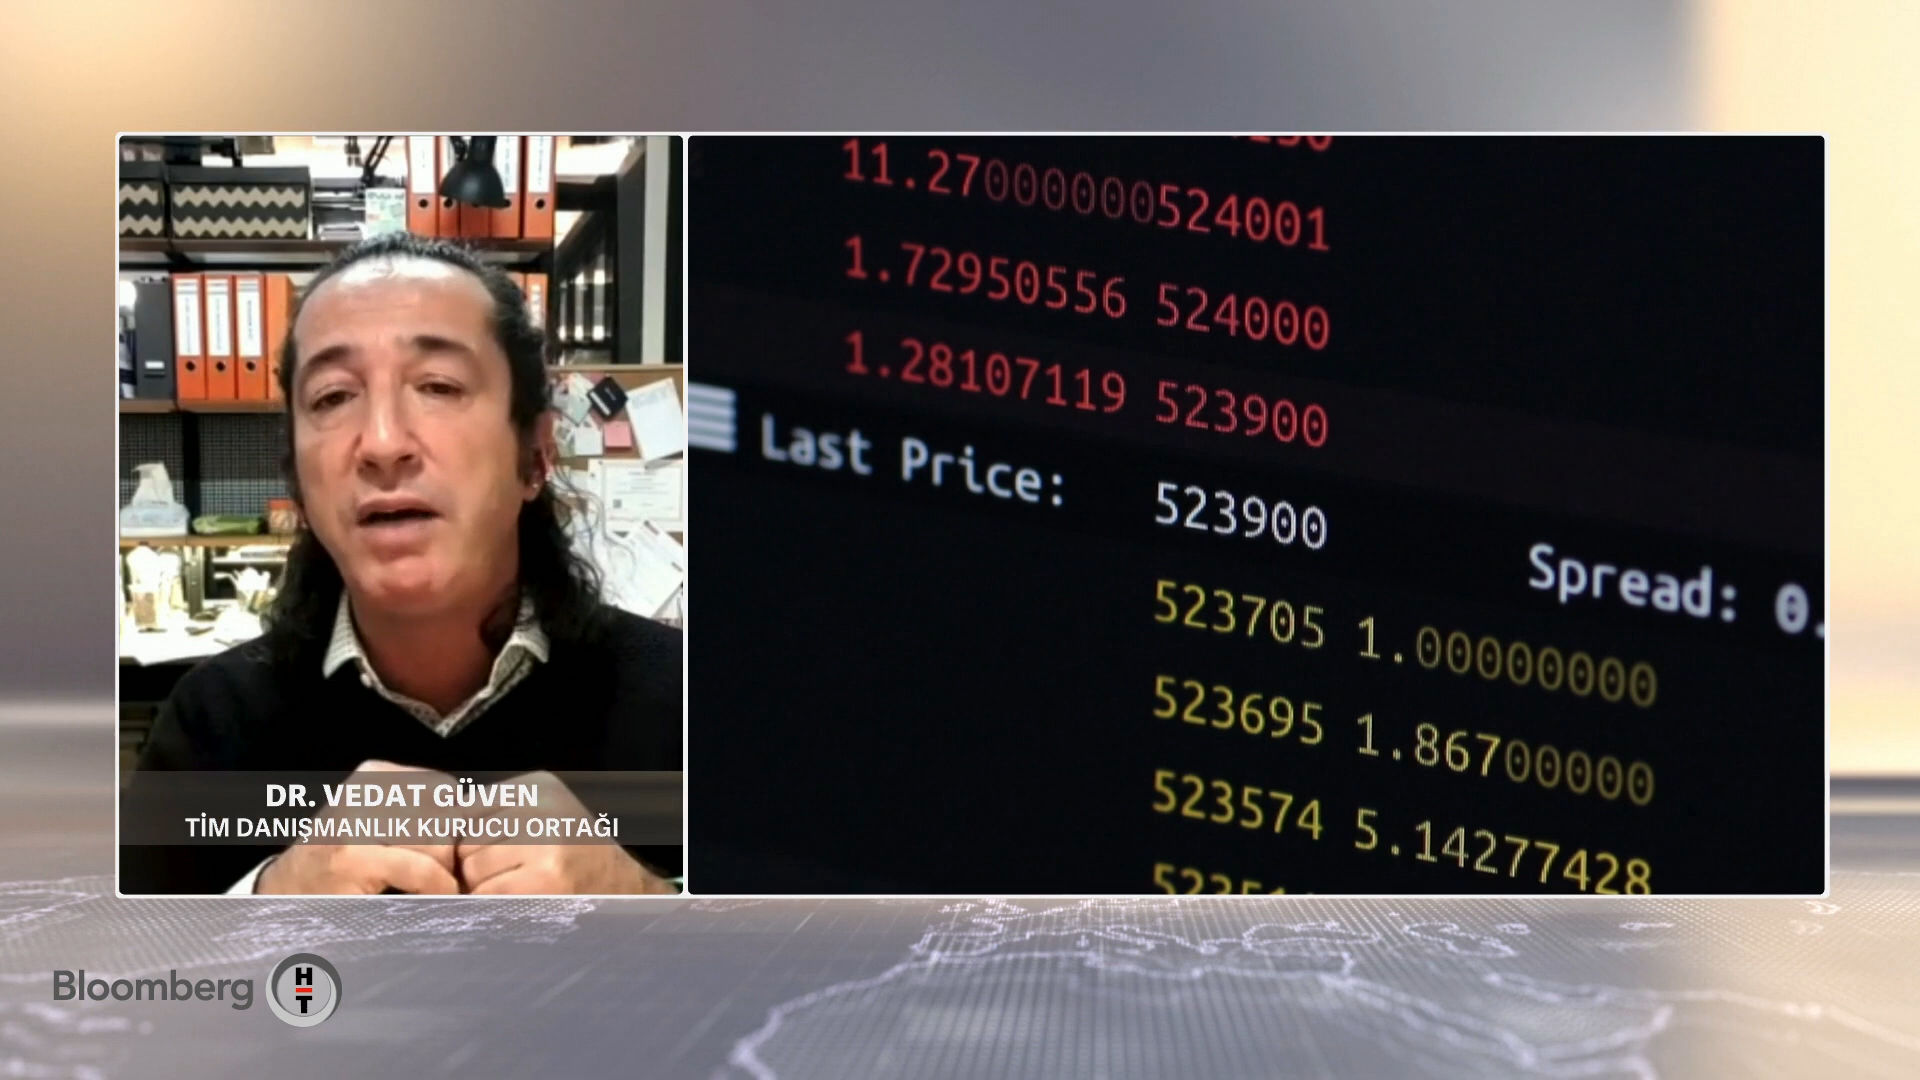 DR. VEDAT GÜVEN
TİM DANIŞMANLIK KURUCU ORTAĞI
11.27000000524001
1.72950556 524000
1.28107119 523900
Last Price: 523900
Spread: 0.
523705 1.00000000
523695 1.86700000
523574 5.14277428
Bloomberg HT